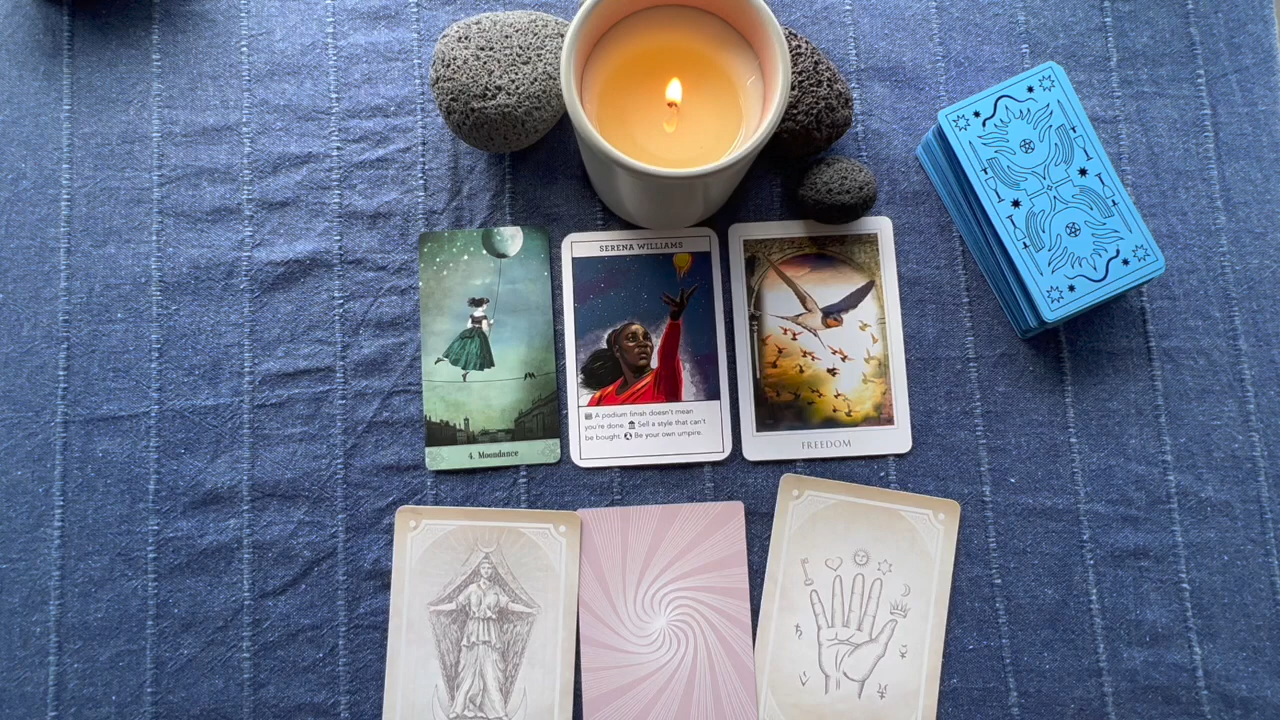 4. Moondance
SERENA WILLIAMS
A podium finish doesn't mean
you're done. Sell a style that can't
be bought. Be your own umpire.
FREEDOM